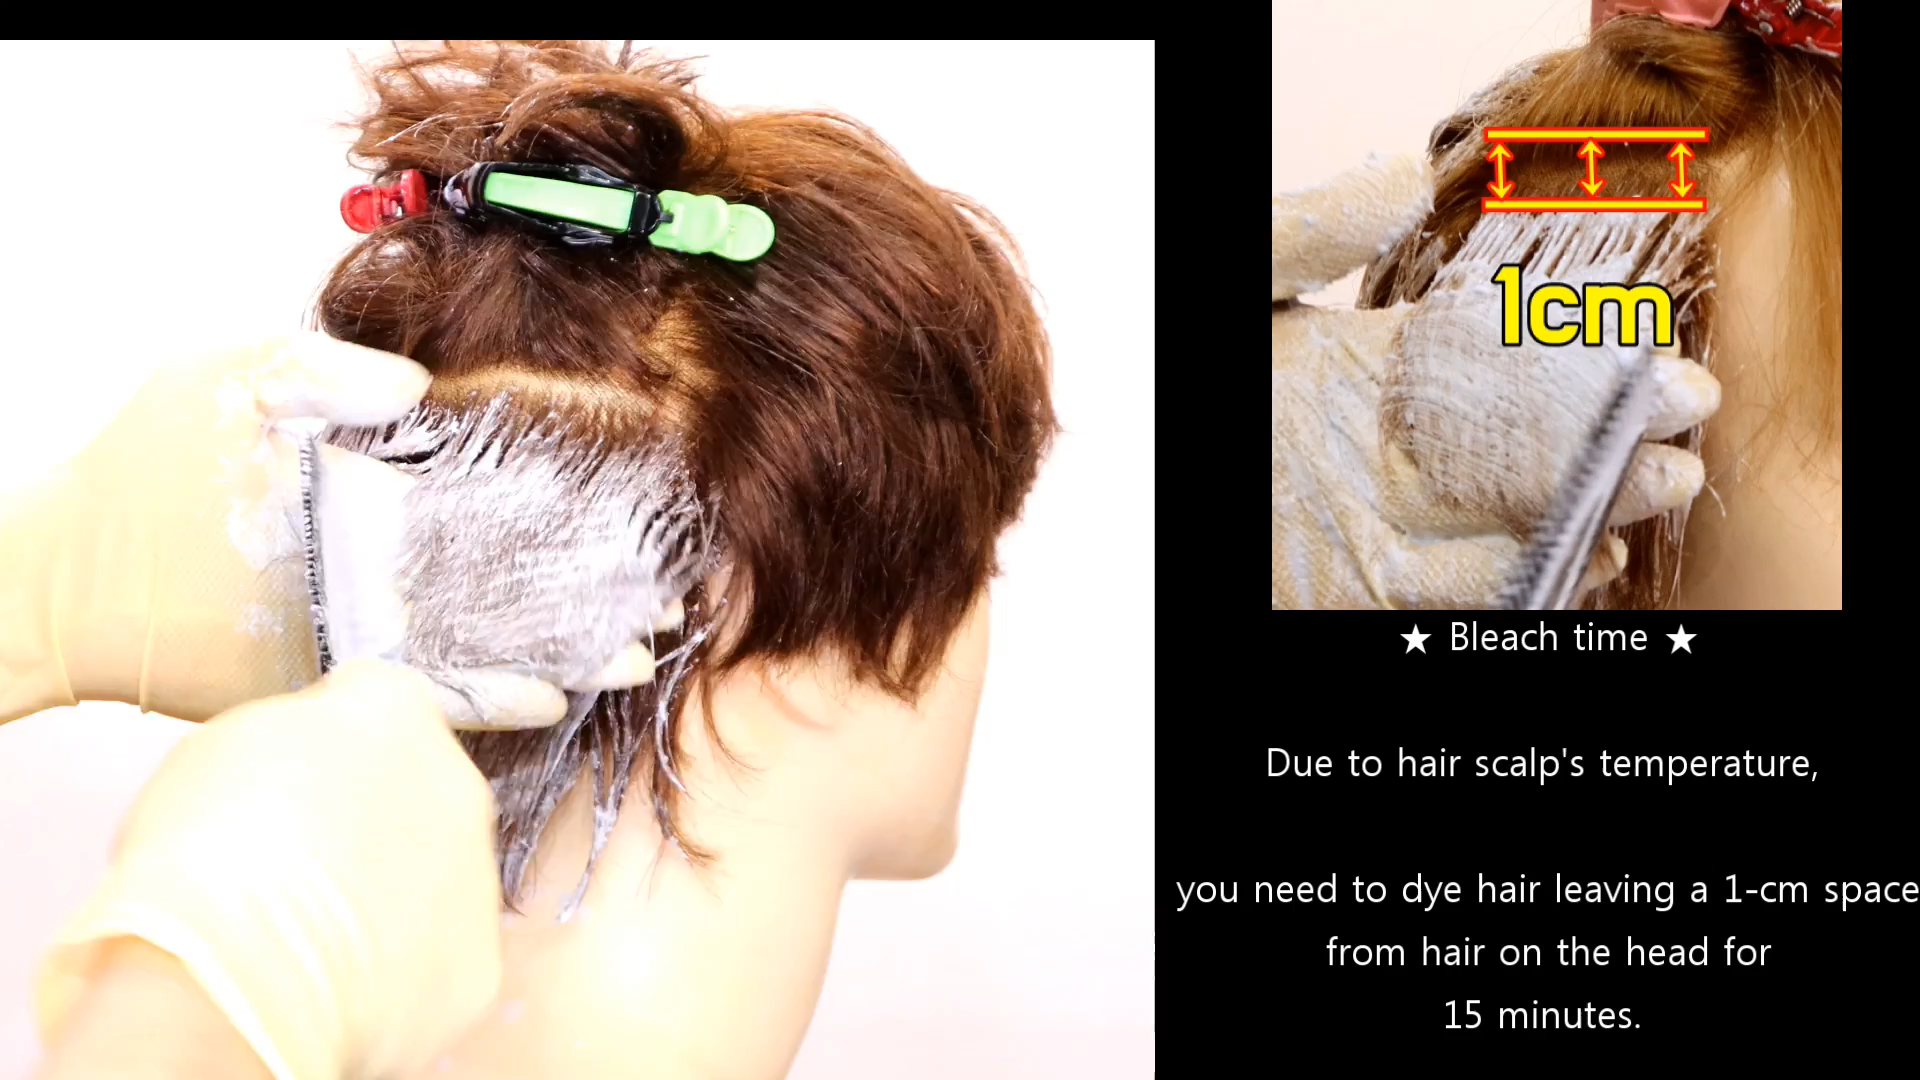 1cm
★ Bleach time ★
Due to hair scalp's temperature,
you need to dye hair leaving a 1-cm space
from hair on the head for
15 minutes.